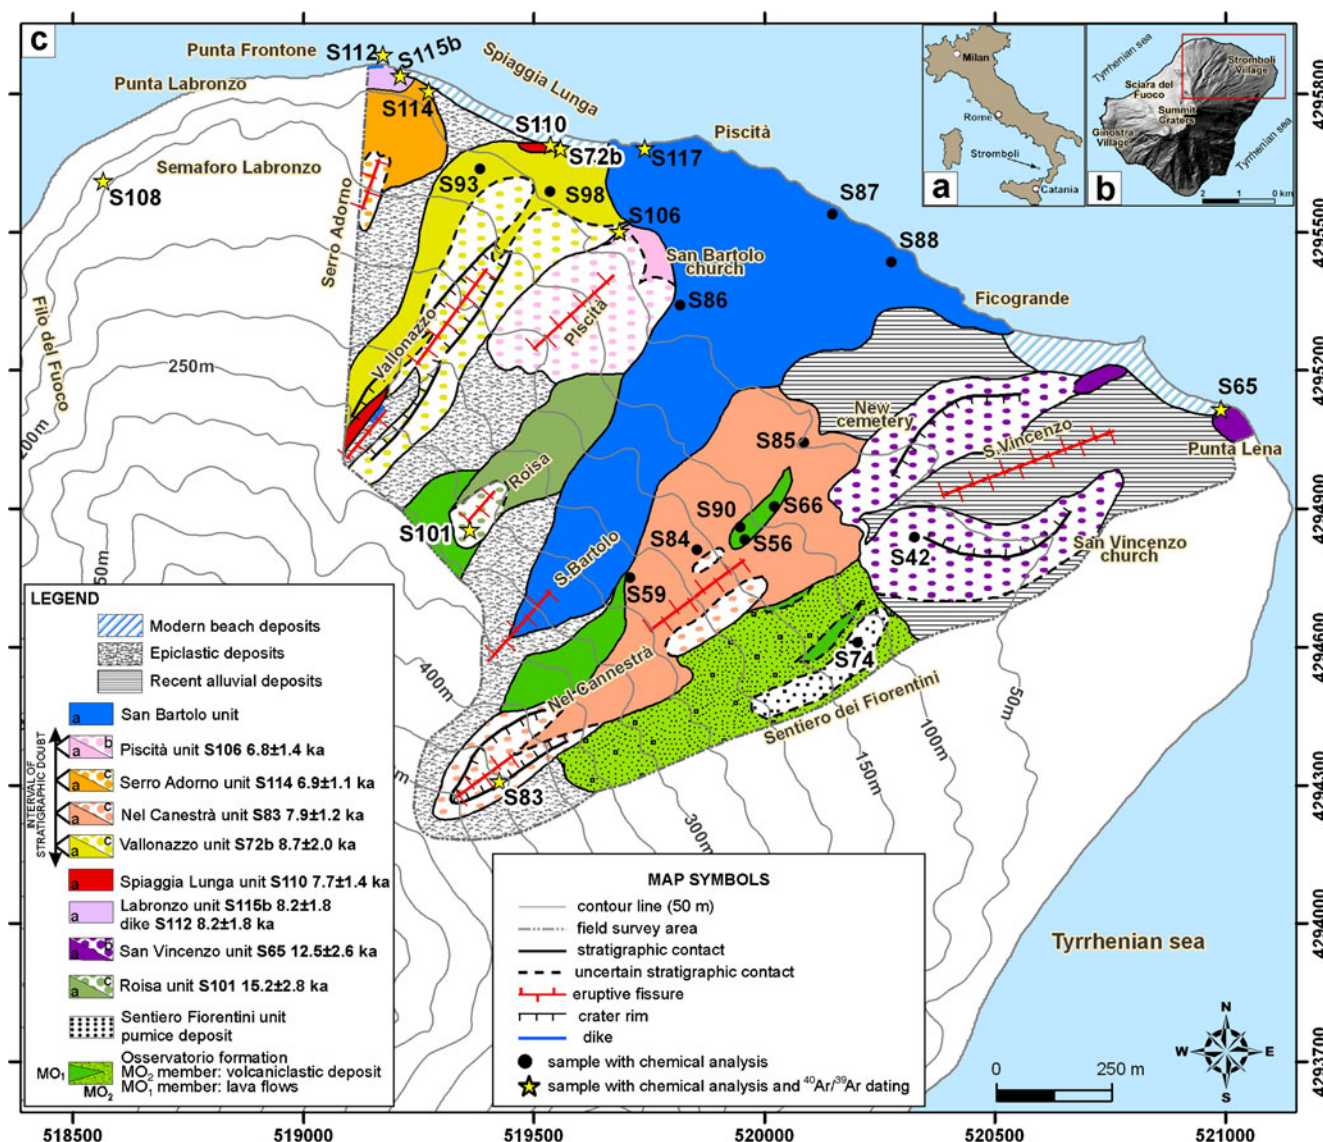 c
Punta Frontone
S112
S115b
Spiaggia Lunga
Punta Labronzo
S114
S110
S72b
S117
Piscità
Semaforo Labronzo
S108
S93
S98
S87
S106
S88
Serro Adorno
San Bartolo
church
S86
Ficogrande
Filo del Fuoco
Vallonazzo
PIscità
250m
200m
S65
New
cemetery
S.Vincenzo
Punta Lena
S85
Roisa
S101
S90
S66
S84
S56
S42
San Vincenzo
church
S.Bartolo
S59
S74
Nel Cannestrà
Sentiero dei Fiorentini
400m
50m
100m
150m
300m
S83
Tyrrhenian sea
a
Milan
Rome
Stromboli
Catania
b
Tyrrhenian sea
Stromboli
Village
Sciara del
Fuoco
Summit
Craters
Ginostra
Village
Tyrrhenian sea
2 1 0 km
LEGEND
Modern beach deposits
Epiclastic deposits
Recent alluvial deposits
a San Bartolo unit
INTERVAL OF
STRATIGRAPHIC DOUBT
a b Piscità unit S106 6.8±1.4 ka
a c Serro Adorno unit S114 6.9±1.1 ka
a c Nel Canestrà unit S83 7.9±1.2 ka
a c Vallonazzo unit S72b 8.7±2.0 ka
a Spiaggia Lunga unit S110 7.7±1.4 ka
a Labronzo unit S115b 8.2±1.8
dike S112 8.2±1.8 ka
a b San Vincenzo unit S65 12.5±2.6 ka
a c Roisa unit S101 15.2±2.8 ka
Sentiero Fiorentini unit
pumice deposit
Osservatorio formation
MO1 MO2 member: volcaniclastic deposit
MO2 MO1 member: lava flows
MAP SYMBOLS
contour line (50 m)
field survey area
stratigraphic contact
uncertain stratigraphic contact
eruptive fissure
crater rim
dike
sample with chemical analysis
sample with chemical analysis and 40Ar/39Ar dating
0 250 m
N
W E
S
4295800
4295500
4295200
4294900
4294600
4294300
4294000
4293700
518500 519000 519500 520000 520500 521000